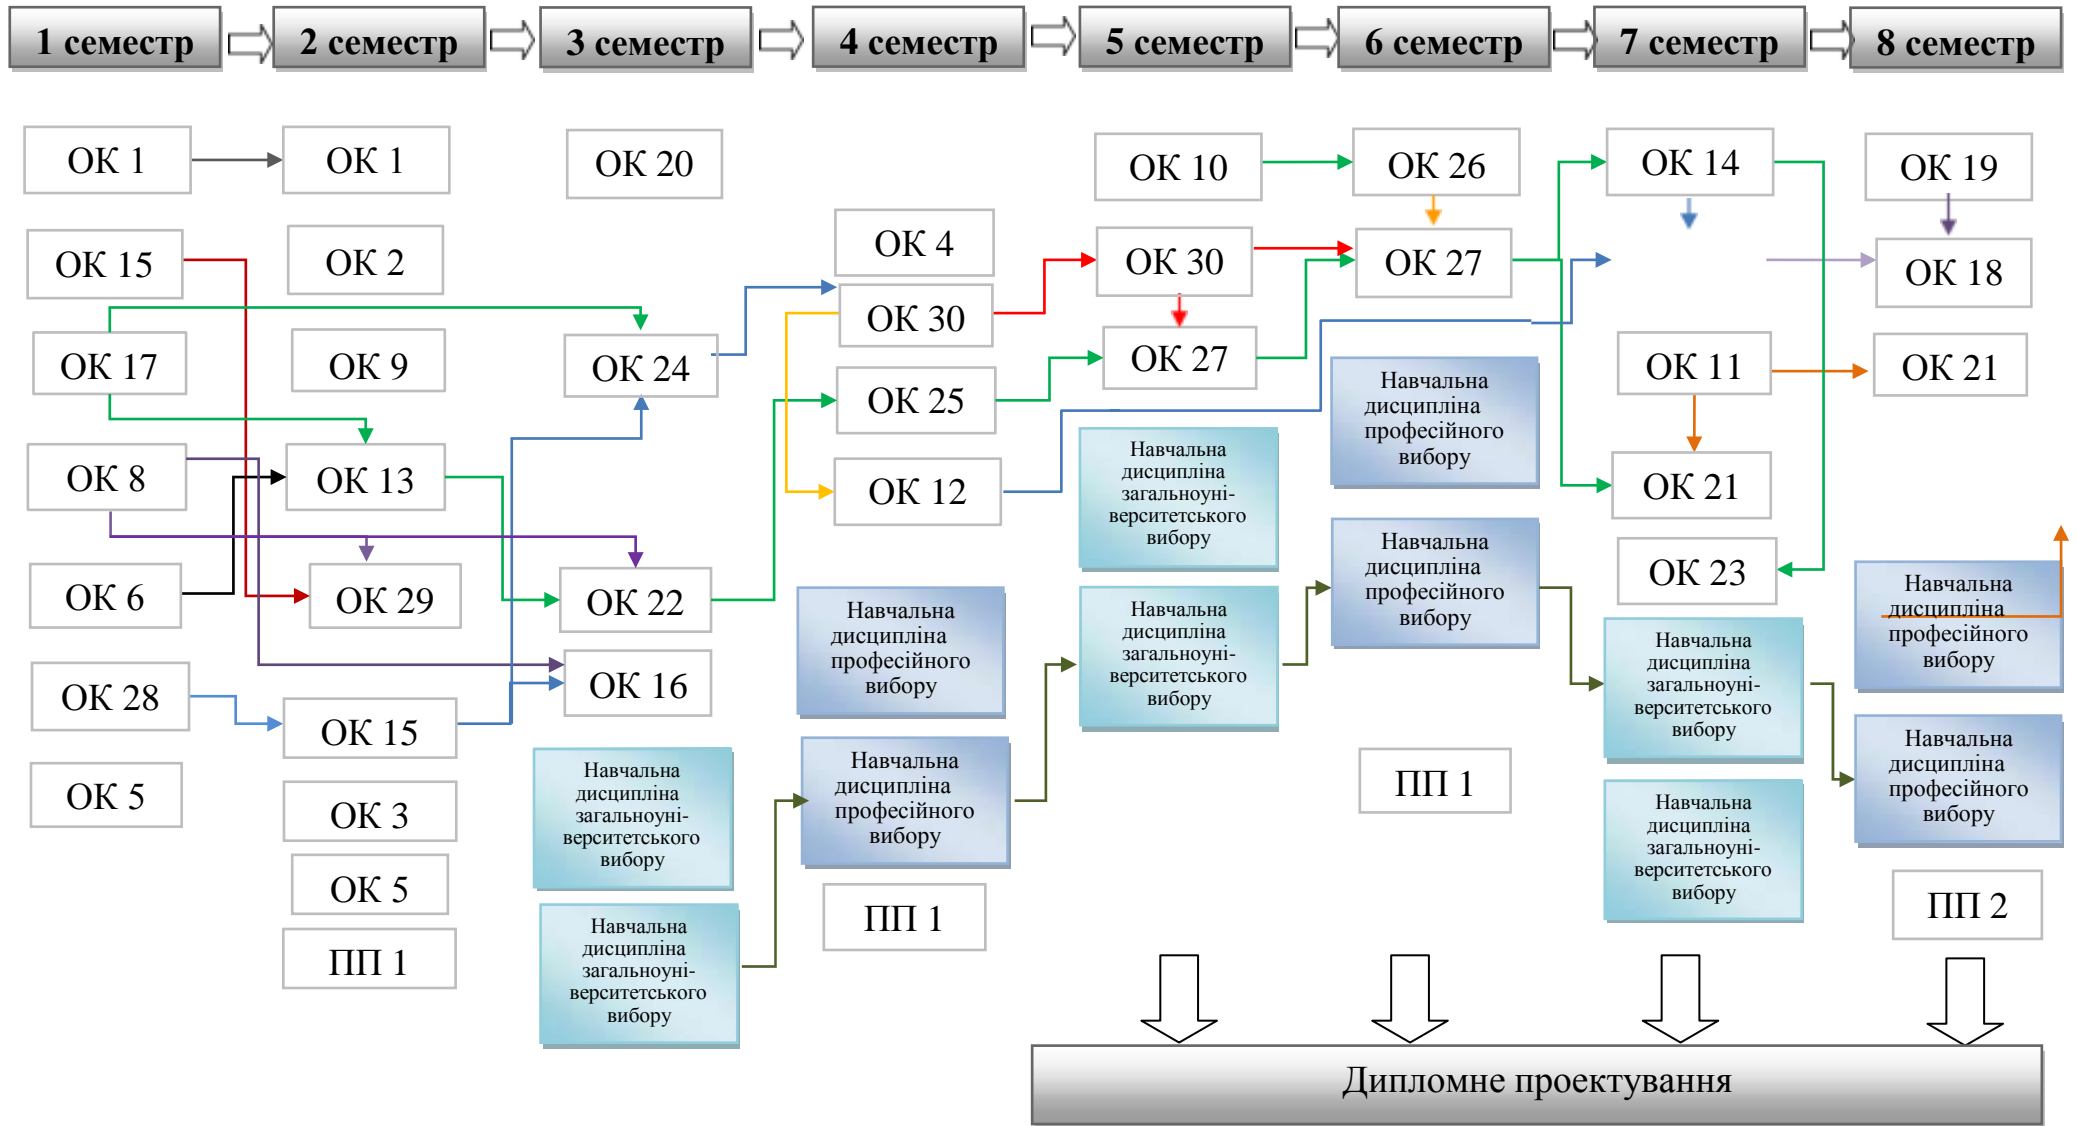 1 семестр
2 семестр
3 семестр
4 семестр
5 семестр
6 семестр
7 семестр
8 семестр
ОК 1
ОК 15
ОК 17
ОК 8
ОК 6
ОК 28
ОК 5
ОК 1
ОК 2
ОК 9
ОК 13
ОК 29
ОК 15
ОК 3
ОК 5
ПП 1
ОК 20
ОК 24
ОК 22
ОК 16
Навчальна
дисципліна
загальноуні-
верситетського
вибору
Навчальна
дисципліна
загальноуні-
верситетського
вибору
ОК 4
ОК 30
ОК 25
ОК 12
Навчальна
дисципліна
професійного
вибору
Навчальна
дисципліна
професійного
вибору
ПП 1
ОК 10
ОК 30
ОК 27
Навчальна
дисципліна
загальноуні-
верситетського
вибору
Навчальна
дисципліна
загальноуні-
верситетського
вибору
ОК 26
ОК 27
Навчальна
дисципліна
професійного
вибору
Навчальна
дисципліна
професійного
вибору
ПП 1
ОК 14
ОК 11
ОК 21
ОК 23
Навчальна
дисципліна
загальноуні-
верситетського
вибору
Навчальна
дисципліна
загальноуні-
верситетського
вибору
ОК 19
ОК 18
ОК 21
Навчальна
дисципліна
професійного
вибору
Навчальна
дисципліна
професійного
вибору
ПП 2
Дипломне проектування